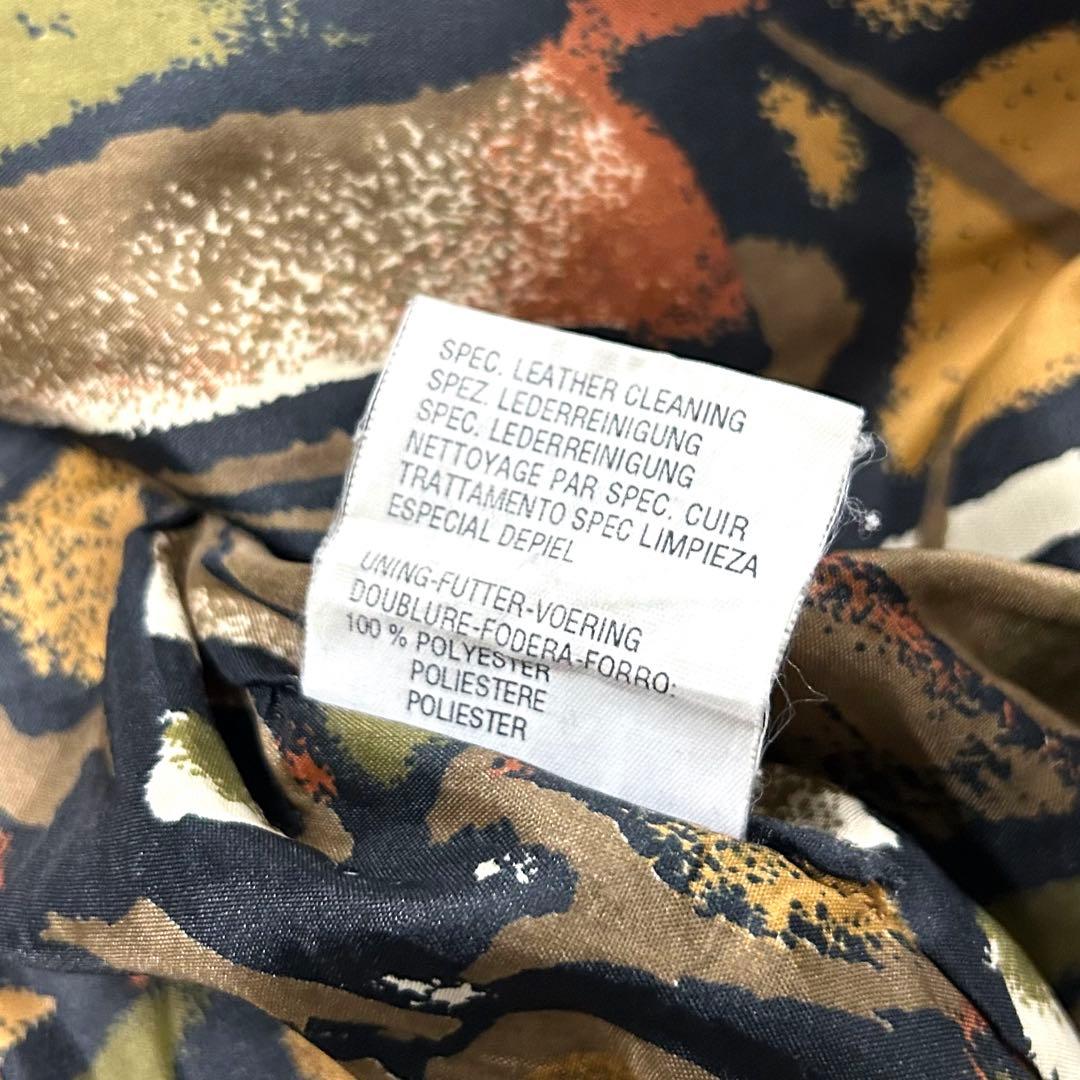 SPEC. LEATHER CLEANING
SPEZ. LEDERREINIGUNG
SPEC. LEDERREINIGUNG
NETTOYAGE PAR SPEC. CUIR
TRATTAMENTO SPEC LIMPIEZA
ESPECIAL DEPIEL
UNING-FUTTER-VOERING
DOUBLURE-FODERA-FORRO:
100 % POLYESTER
POLIESTERE
POLIESTER